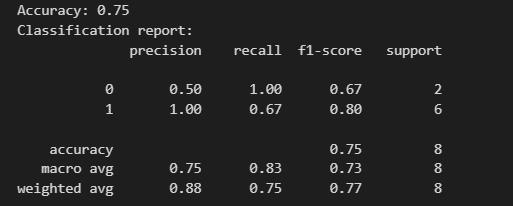 Accuracy: 0.75
Classification report:
precision recall f1-score support
0 0.50 1.00 0.67 2
1 1.00 0.67 0.80 6
accuracy 0.75 8
macro avg 0.75 0.83 0.73 8
weighted avg 0.88 0.75 0.77 8